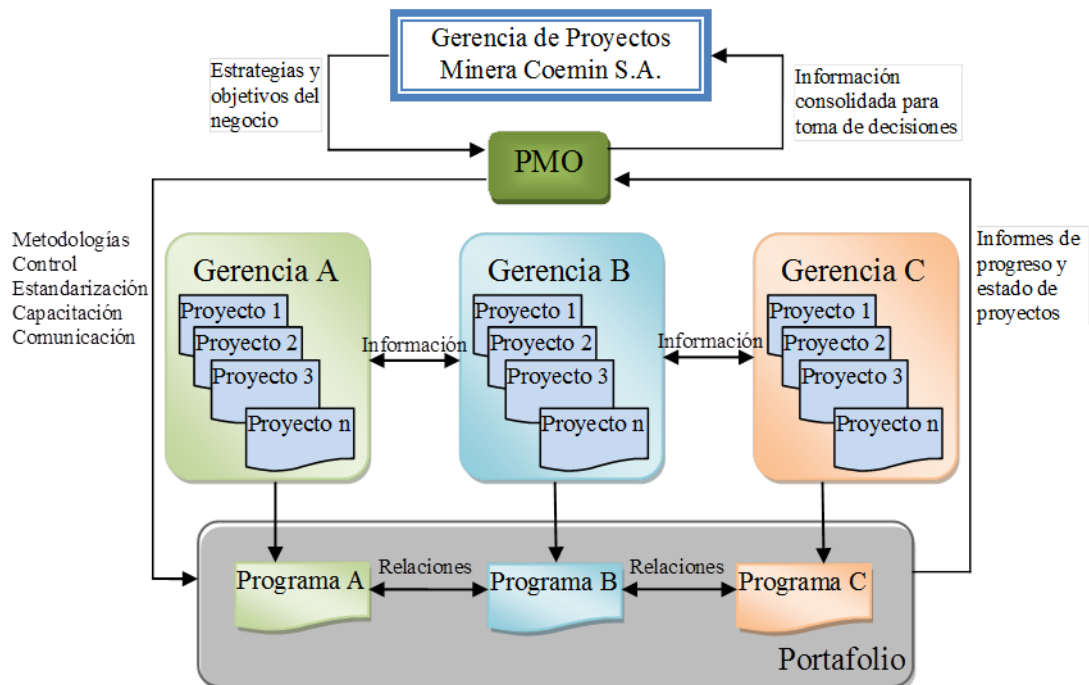 Gerencia de Proyectos
Minera Coemin S.A.
Estrategias y
objetivos del
negocio
Información
consolidada para
toma de decisiones
PMO
Metodologías
Control
Estandarización
Capacitación
Comunicación
Informes de
progreso y
estado de
proyectos
Gerencia A
Proyecto 1
Proyecto 2
Proyecto 3
Proyecto n
Información
Gerencia B
Proyecto 1
Proyecto 2
Proyecto 3
Proyecto n
Información
Gerencia C
Proyecto 1
Proyecto 2
Proyecto 3
Proyecto n
Programa A
Relaciones
Programa B
Relaciones
Programa C
Portafolio